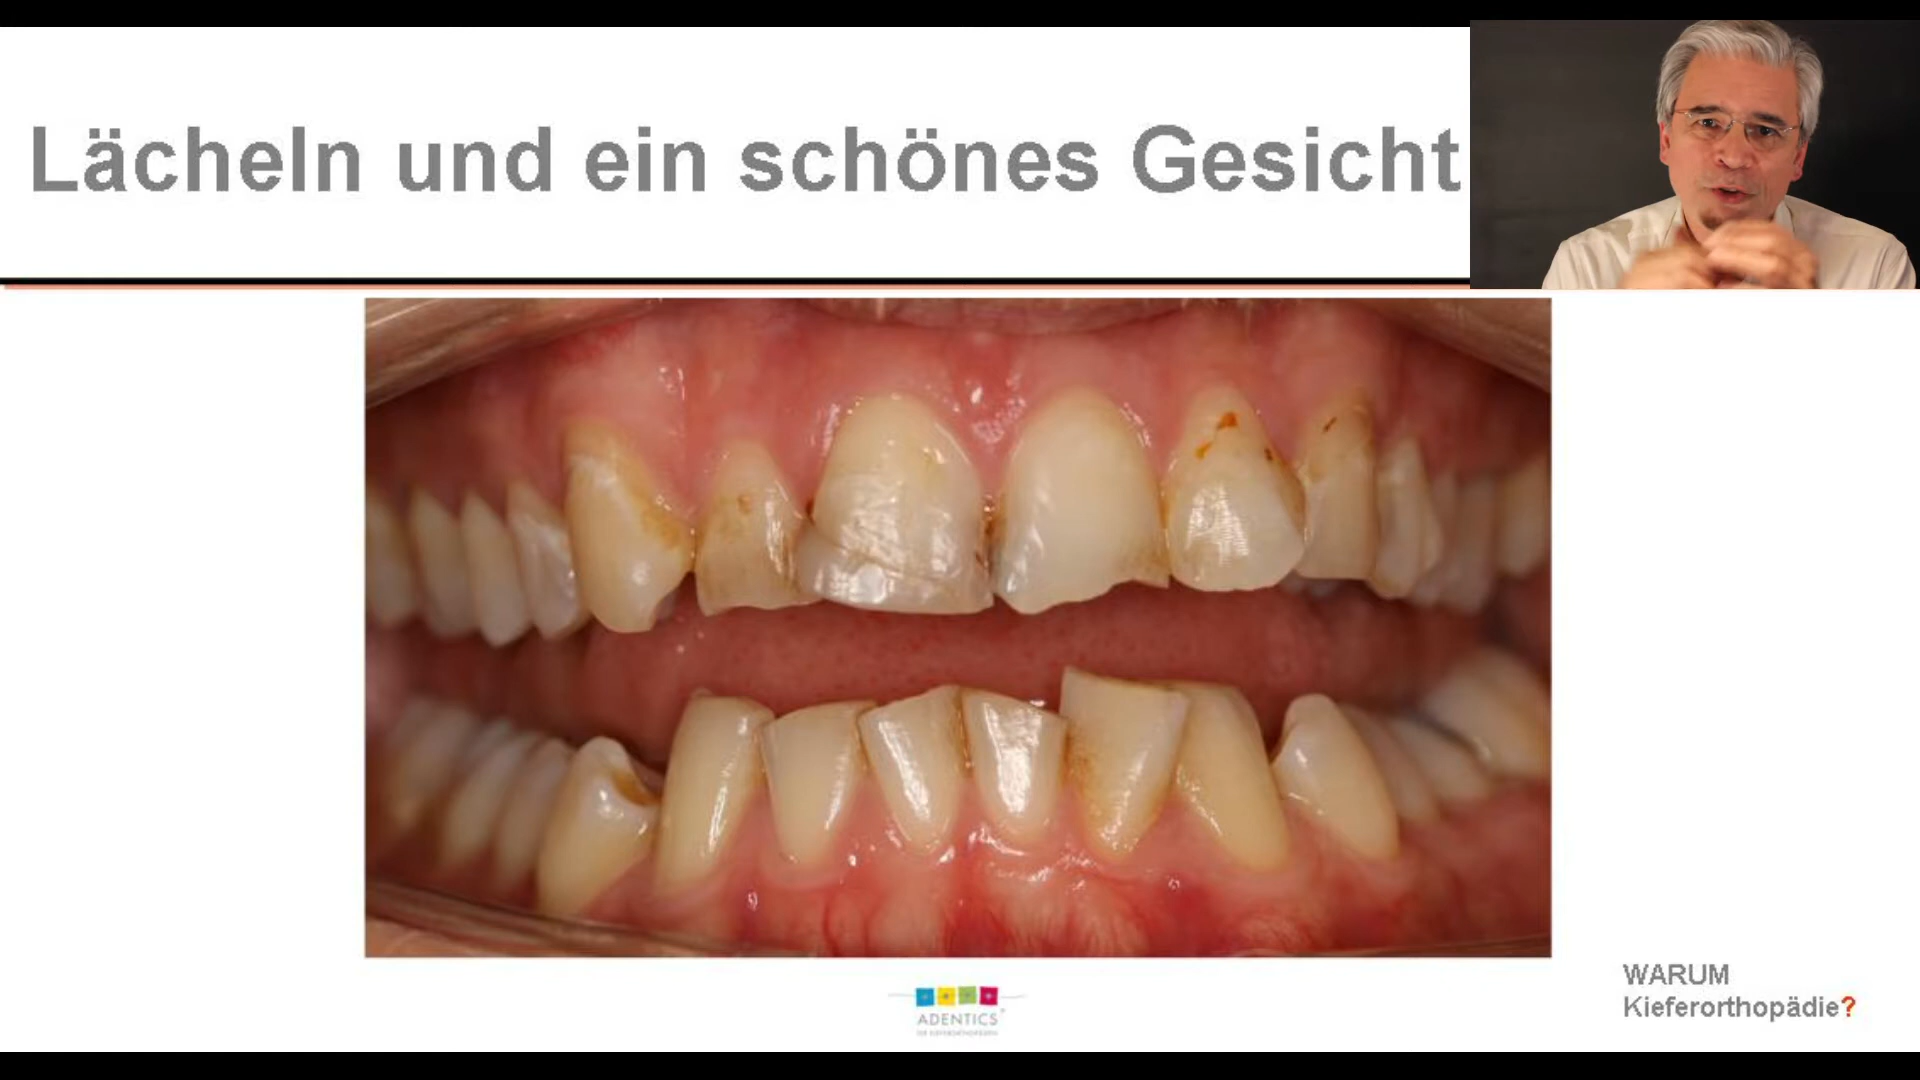 Lächeln und ein schönes Gesicht
ADENTICS
WARUM
Kieferorthopädie?